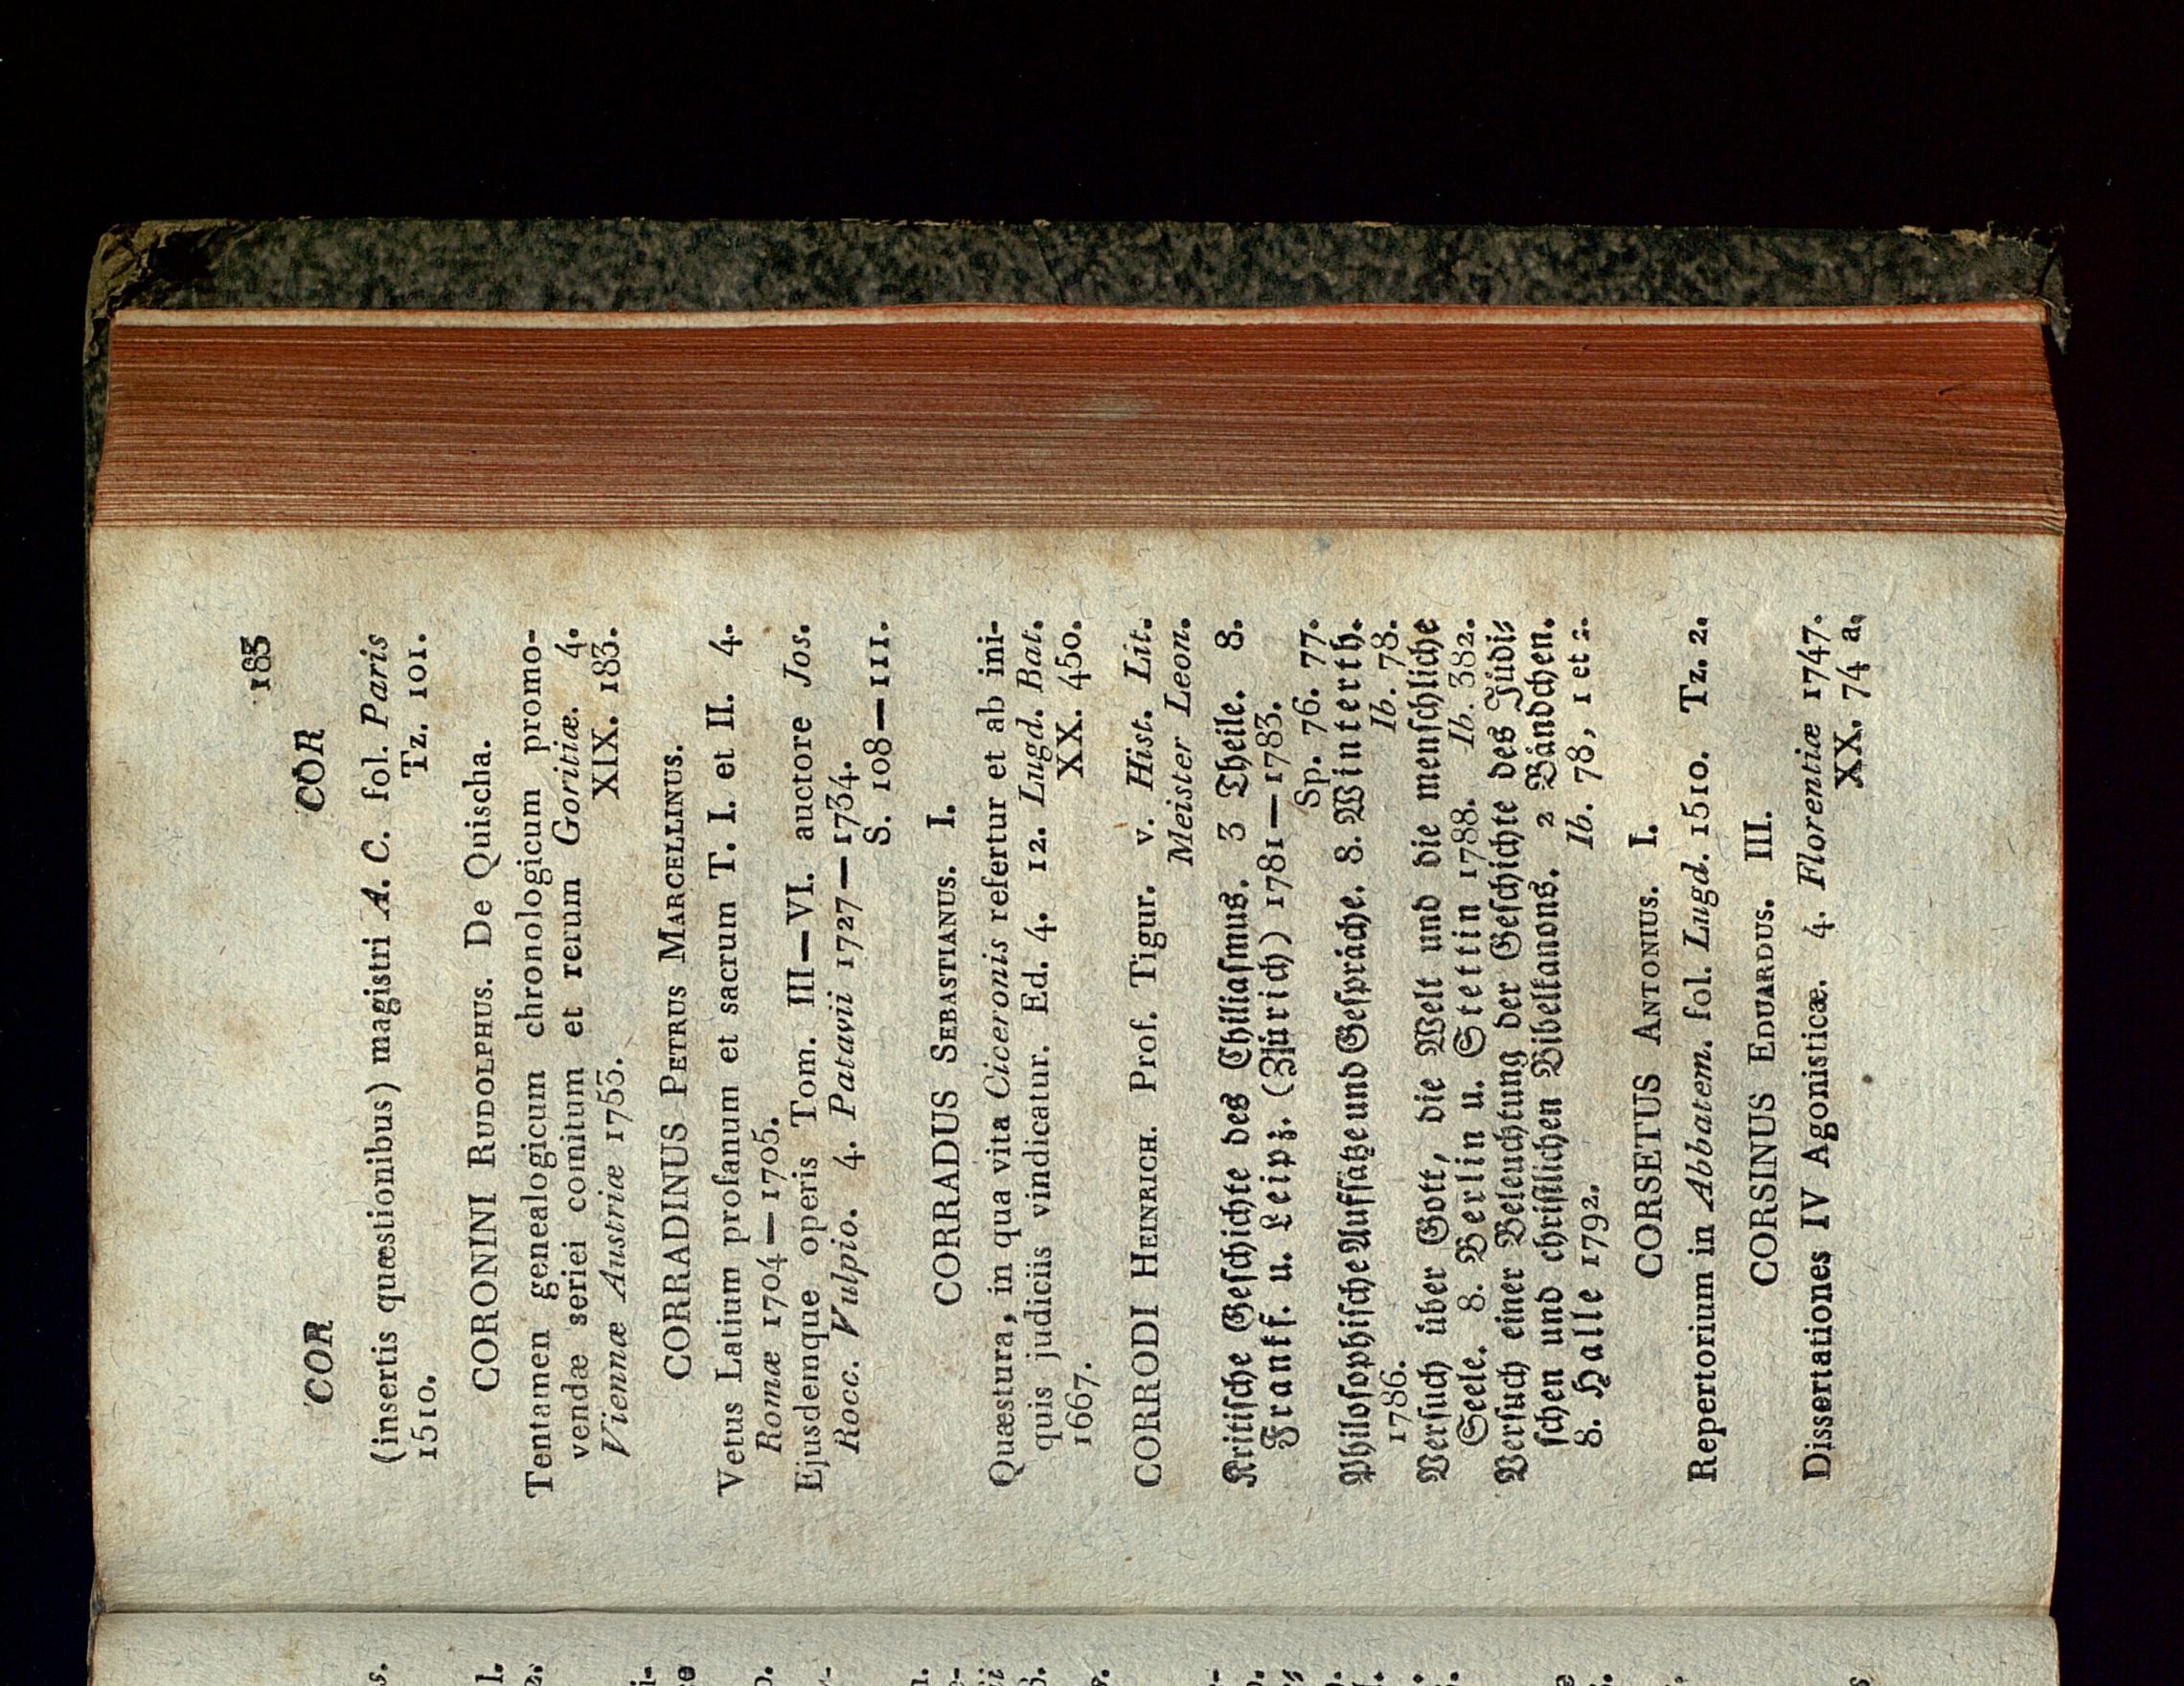 183
COR COR
(insertis quæstionibus) magistri A. C. fol. Paris
1510. Tz. 101.
CORONINI RUDOLPHUS. De Quischa.
Tentamen genealogicum chronologicum promo-
vendæ seriei comitum et rerum Goritiæ. 4.
Viennæ Austriæ 1753. XIX. 183.
CORRADINUS PETRUS MARCELLINUS.
Vetus Latium profanum et sacrum T. I. et II. 4.
Romæ 1704—1705.
Ejusdemque operis Tom. III—VI. auctore Jos.
Rocc. Vulpio. 4. Patavii 1727—1734.
S. 108—111.
CORRADUS SEBASTIANUS. I.
Quæstura, in qua vita Ciceronis refertur et ab ini-
quis judiciis vindicatur. Ed. 4. 12. Lugd. Bat.
1667. XX. 450.
CORRODI HEINRICH. Prof. Tigur. v. Hist. Lit.
Meister Leon.
Kritische Geschichte des Chiliasmus. 3 Theile. 8.
Frankf. u. Leipz. (Zürich) 1781—1783.
Sp. 76. 77.
Philosophische Aufsätze und Gespräche. 8. Winterth.
1786. Ib. 78.
Versuch über Gott, die Welt und die menschliche
Seele. 8. Berlin u. Stettin 1788. Ib. 382.
Versuch einer Beleuchtung der Geschichte des Jüdi-
schen und christlichen Bibelkanons. 2 Bändchen.
8. Halle 1792. Ib. 78, 1 et 2.
CORSETUS ANTONIUS. I.
Repertorium in Abbatem. fol. Lugd. 1510. Tz. 2.
CORSINUS EDUARDUS. III.
Dissertationes IV Agonisticæ. 4. Florentiæ 1747.
XX. 74 a.